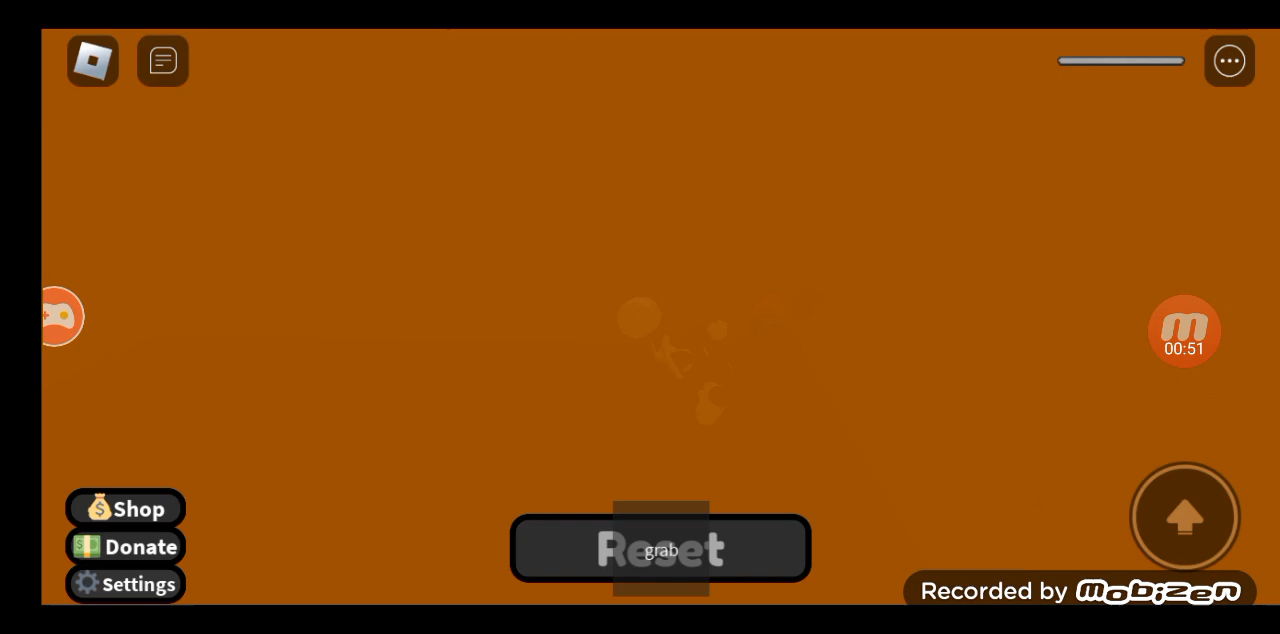 00:51
Shop
Donate
Settings
Reset
grab
Recorded by mobizen